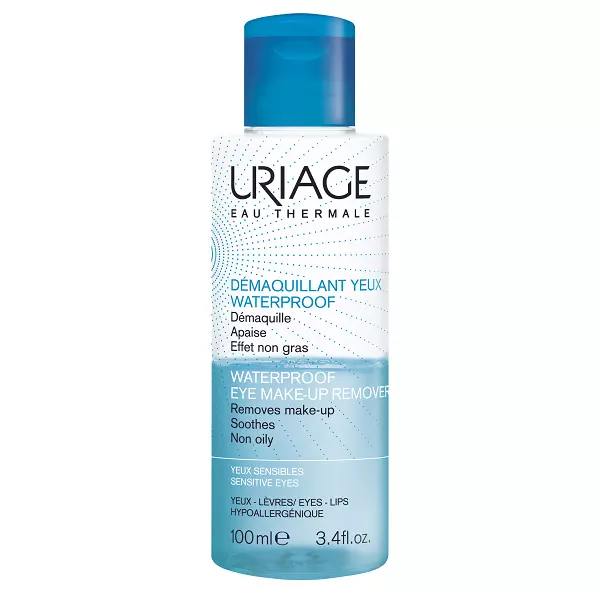 URIAGE
EAU THERMALE
DÉMAQUILLANT YEUX
WATERPROOF
Démaquille
Apaise
Effet non gras
WATERPROOF
EYE MAKE-UP REMOVER
Removes make-up
Soothes
Non oily
YEUX SENSIBLES
SENSITIVE EYES
YEUX - LÈVRES/ EYES - LIPS
HYPOALLERGÉNIQUE
100ml℮ 3.4fl.oz.